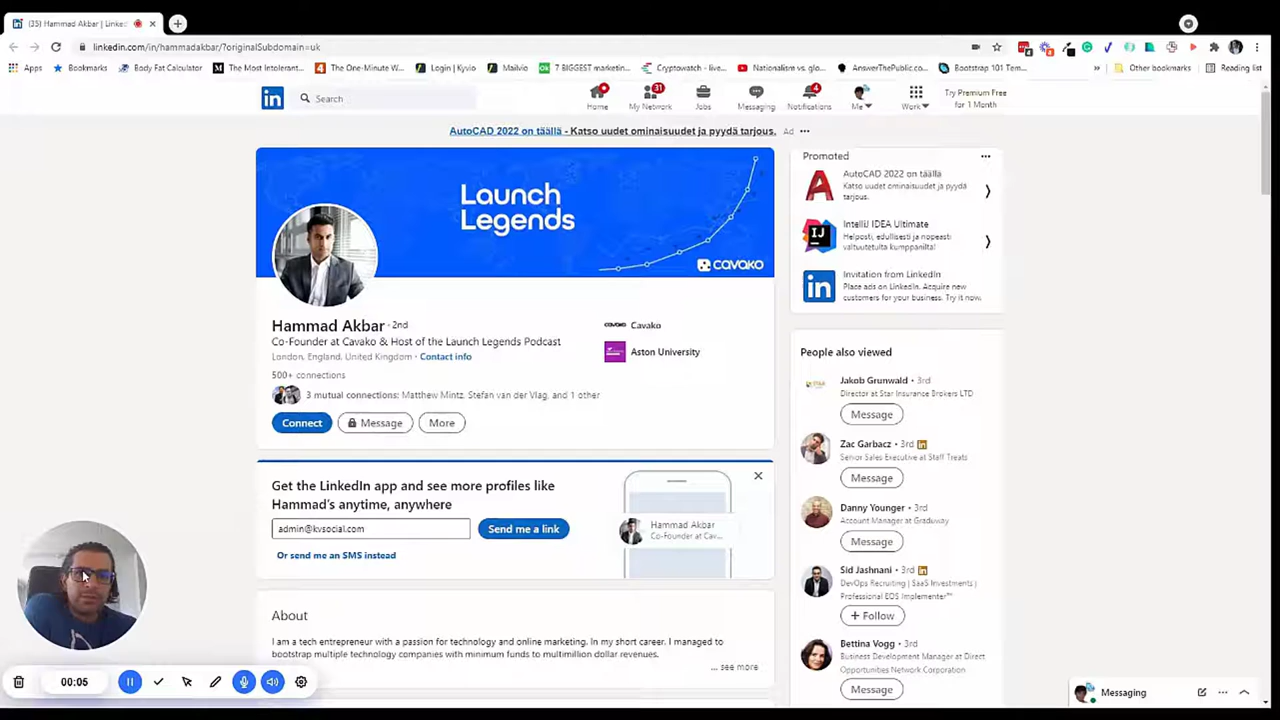 (35) Hammad Akbar | Linke
linkedin.com/in/hammadakbar/?originalSubdomain=uk
Apps
Bookmarks
Body Fat Calculator
The Most Intolerant...
The One-Minute W...
Login | Kyvio
Mailvio
7 BIGGEST marketin...
Cryptowatch - live...
Nationalism vs. glo...
AnswerThePublic.co...
Bootstrap 101 Tem...
»
Other bookmarks
Reading list
in
Search
Home
31
My Network
Jobs
Messaging
4
Notifications
Me
Work
Try Premium Free
for 1 Month
AutoCAD 2022 on täällä - Katso uudet ominaisuudet ja pyydä tarjous.
Ad
Launch
Legends
cavako
Hammad Akbar · 2nd
Co-Founder at Cavako & Host of the Launch Legends Podcast
London, England, United Kingdom · Contact info
500+ connections
3 mutual connections: Matthew Mintz, Stefan van der Vlag, and 1 other
Connect
Message
More
cavako
Cavako
Aston University
Get the LinkedIn app and see more profiles like
Hammad's anytime, anywhere
admin@kvsocial.com
Send me a link
Or send me an SMS instead
Hammad Akbar
Co-Founder at Cav...
About
I am a tech entrepreneur with a passion for technology and online marketing. In my short career. I managed to
bootstrap multiple technology companies with minimum funds to multimillion dollar revenues.
... see more
Promoted
AutoCAD 2022 on täällä
Katso uudet ominaisuudet ja pyydä
tarjous.
IJ
IntelliJ IDEA Ultimate
Helposti, edullisesti ja nopeasti
valtuutetulta kumppanilta!
in
Invitation from LinkedIn
Place ads on LinkedIn. Acquire new
customers for your business. Try it now.
People also viewed
Jakob Grunwald · 3rd
Director at Star Insurance Brokers LTD
Message
Zac Garbacz · 3rd
Senior Sales Executive at Staff Treats
Message
Danny Younger · 3rd
Account Manager at Graduway
Message
Sid Jashnani · 3rd
DevOps Recruiting | SaaS Investments |
Professional EOS Implementer™
+ Follow
Bettina Vogg · 3rd
Business Development Manager at Direct
Opportunities Network Corporation
Message
00:05
Messaging